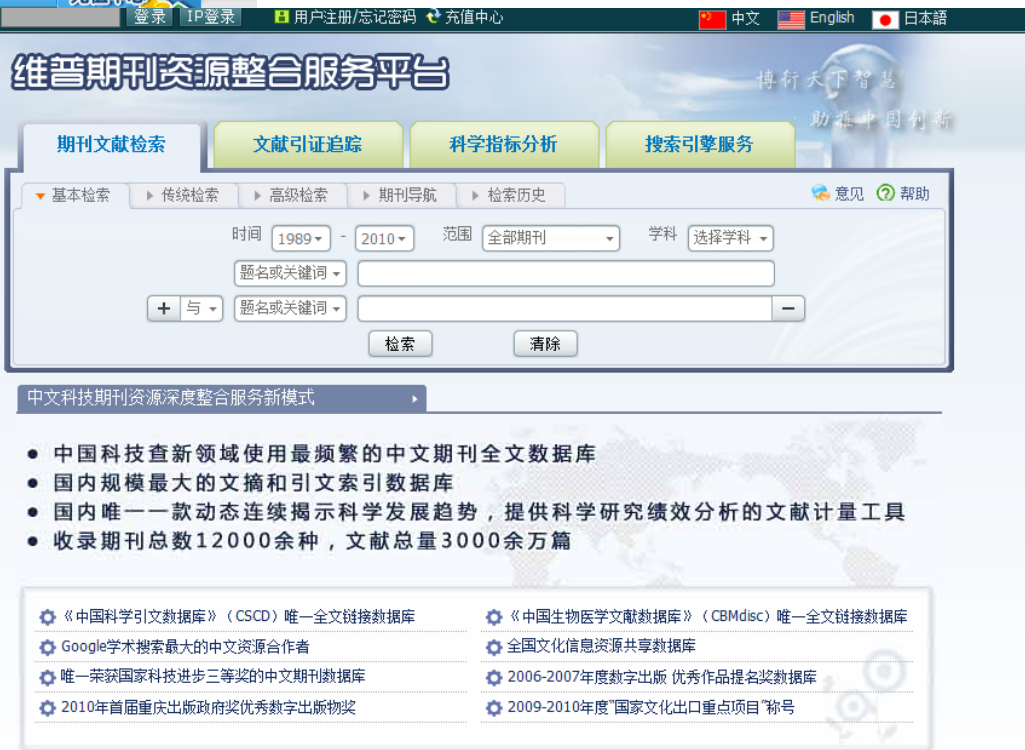 登录 IP登录 用户注册/忘记密码 充值中心 中文 English 日本語
维普期刊资源整合服务平台
博衍天下智慧
助推中国创新
期刊文献检索 文献引证追踪 科学指标分析 搜索引擎服务
基本检索 传统检索 高级检索 期刊导航 检索历史 意见 帮助
时间 1989 - 2010 范围 全部期刊 学科 选择学科
题名或关键词
+ 与 题名或关键词 −
检索 清除
中文科技期刊资源深度整合服务新模式
● 中国科技查新领域使用最频繁的中文期刊全文数据库
● 国内规模最大的文摘和引文索引数据库
● 国内唯一一款动态连续揭示科学发展趋势，提供科学研究绩效分析的文献计量工具
● 收录期刊总数12000余种，文献总量3000余万篇
《中国科学引文数据库》（CSCD）唯一全文链接数据库 《中国生物医学文献数据库》（CBMdisc）唯一全文链接数据库
Google学术搜索最大的中文资源合作者 全国文化信息资源共享数据库
唯一荣获国家科技进步三等奖的中文期刊数据库 2006-2007年度数字出版 优秀作品提名奖数据库
2010年首届重庆出版政府奖优秀数字出版物奖 2009-2010年度"国家文化出口重点项目"称号